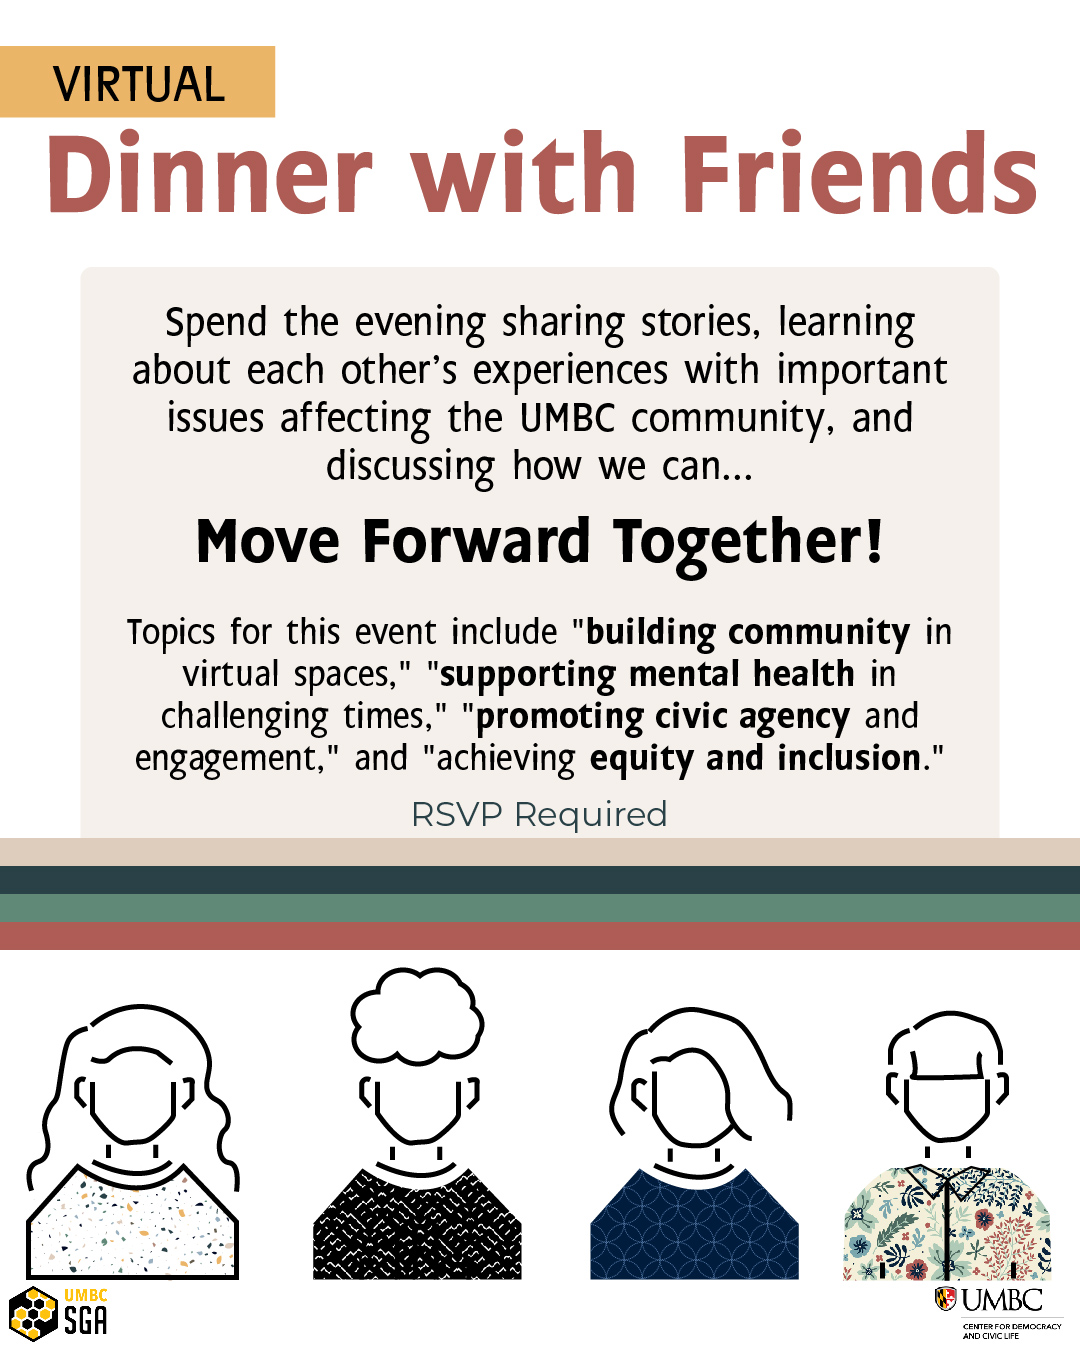 VIRTUAL
Dinner with Friends
Spend the evening sharing stories, learning
about each other’s experiences with important
issues affecting the UMBC community, and
discussing how we can...
Move Forward Together!
Topics for this event include "building community in
virtual spaces," "supporting mental health in
challenging times," "promoting civic agency and
engagement," and "achieving equity and inclusion."
RSVP Required
UMBC
SGA
UMBC
CENTER FOR DEMOCRACY
AND CIVIC LIFE